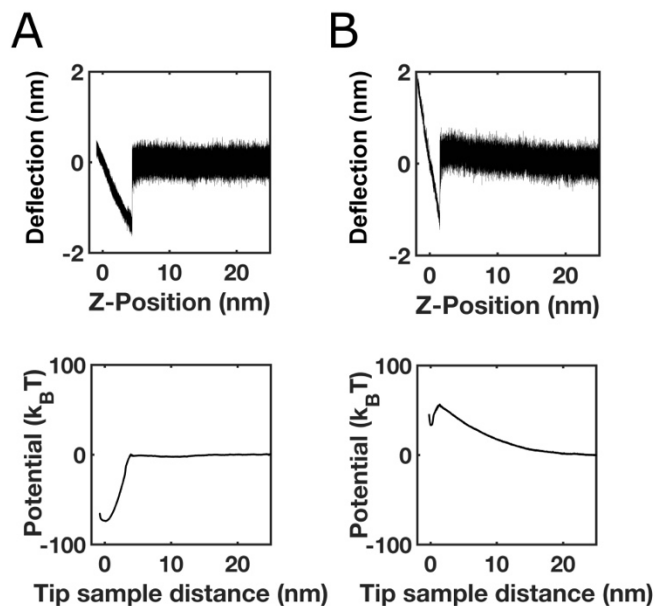 A
B
Deflection (nm)
2
0
-2
0 10 20
Z-Position (nm)
Deflection (nm)
2
0
-2
0 10 20
Z-Position (nm)
Potential (k_BT)
100
0
-100
0 10 20
Tip sample distance (nm)
Potential (k_BT)
100
0
-100
0 10 20
Tip sample distance (nm)